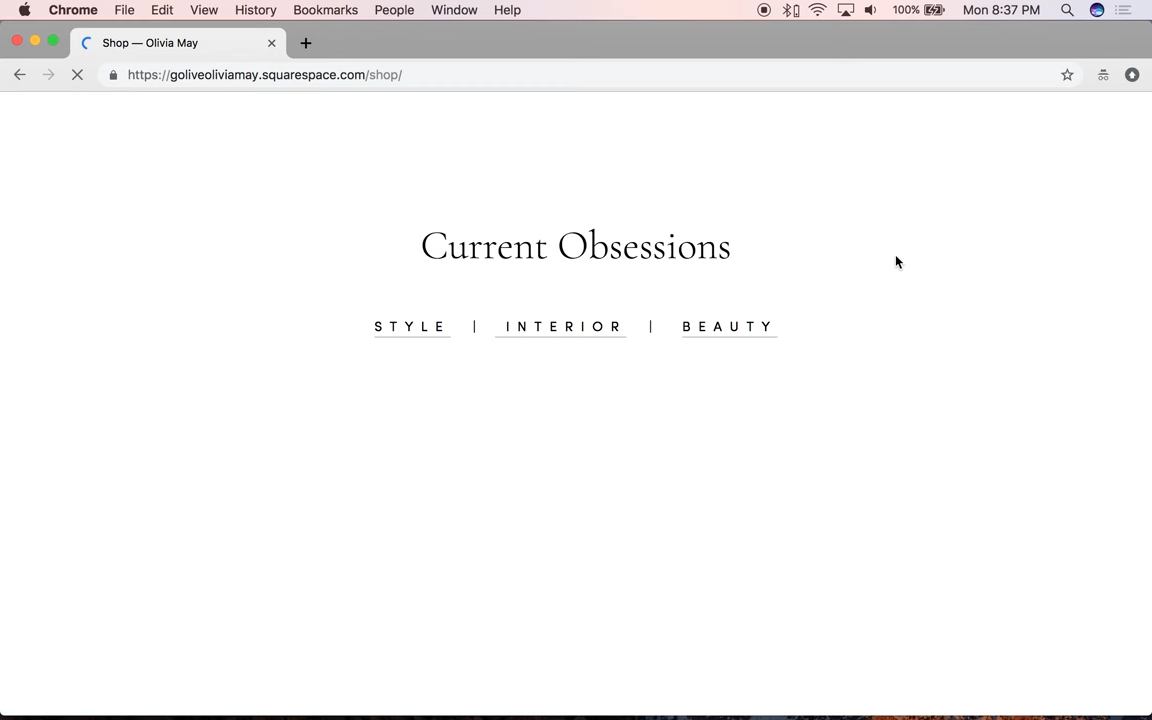 Chrome File Edit View History Bookmarks People Window Help 100% Mon 8:37 PM
Shop — Olivia May
https://goliveoliviamay.squarespace.com/shop/
Current Obsessions
STYLE | INTERIOR | BEAUTY